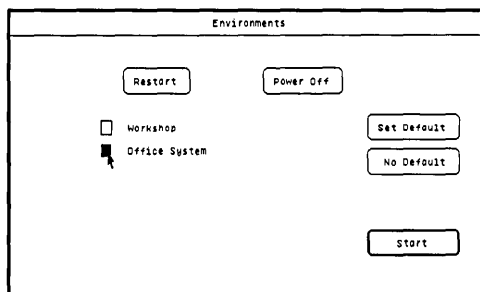 Environments
Restart
Power Off
Workshop
Set Default
Office System
No Default
Start